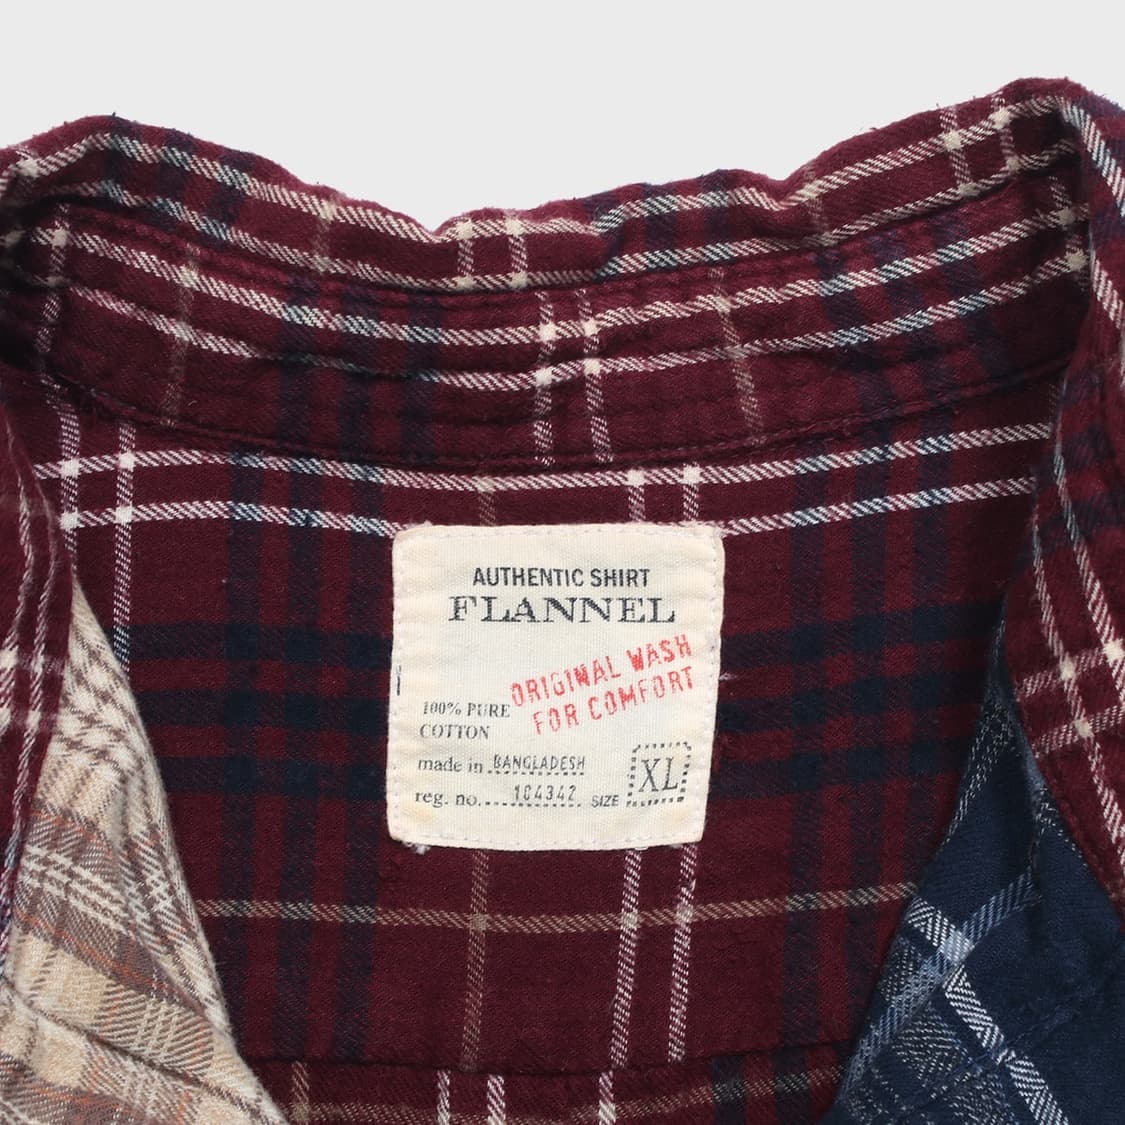 AUTHENTIC SHIRT
FLANNEL
ORIGINAL WASH
FOR COMFORT
100% PURE
COTTON
made in BANGLADESH
reg. no. 104342 SIZE XL